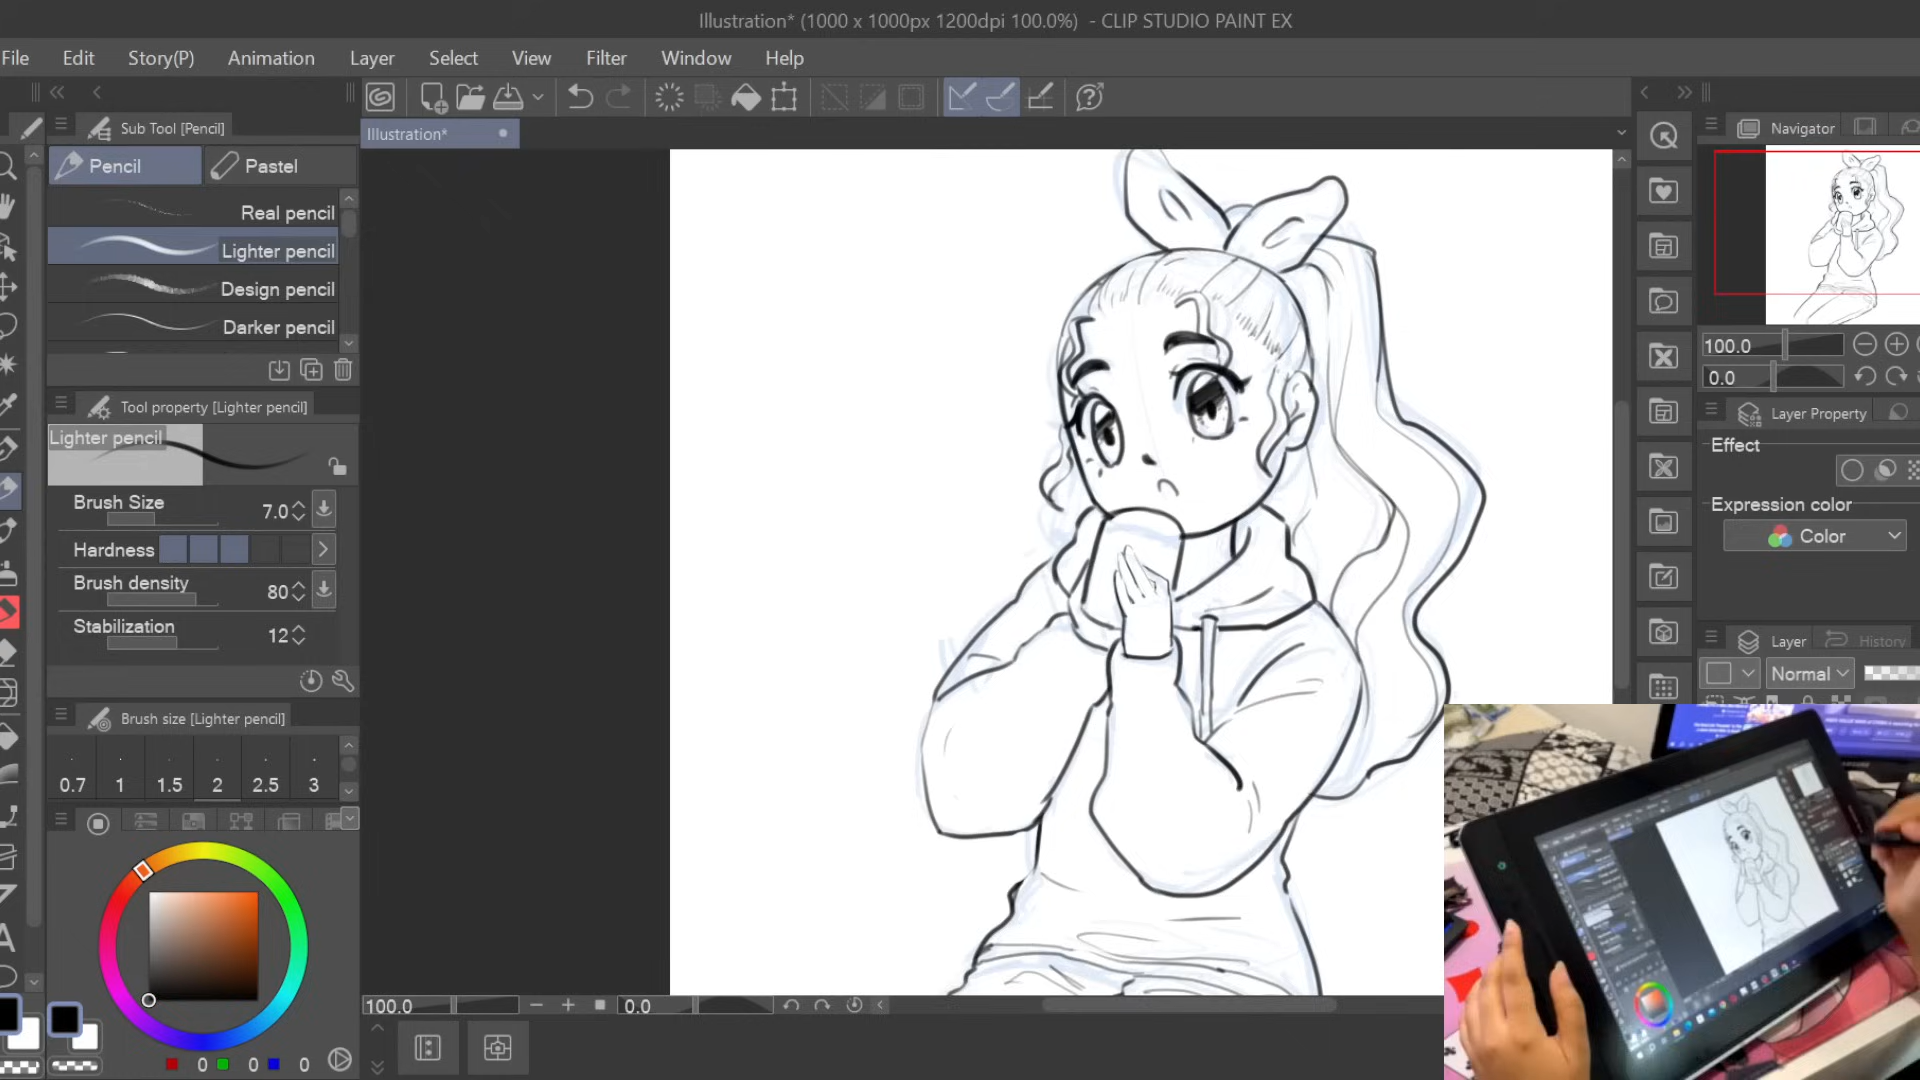 Illustration* (1000 x 1000px 1200dpi 100.0%) - CLIP STUDIO PAINT EX
File Edit Story(P) Animation Layer Select View Filter Window Help
Sub Tool [Pencil]
Illustration*
Navigator
Pencil Pastel
Real pencil
Lighter pencil
Design pencil
Darker pencil
100.0
0.0
Tool property [Lighter pencil]
Layer Property
Lighter pencil
Effect
Brush Size 7.0
Expression color
Color
Hardness
Brush density 80
Stabilization 12
Layer History
Normal
Brush size [Lighter pencil]
0.7 1 1.5 2 2.5 3
100.0 0.0
0 0 0